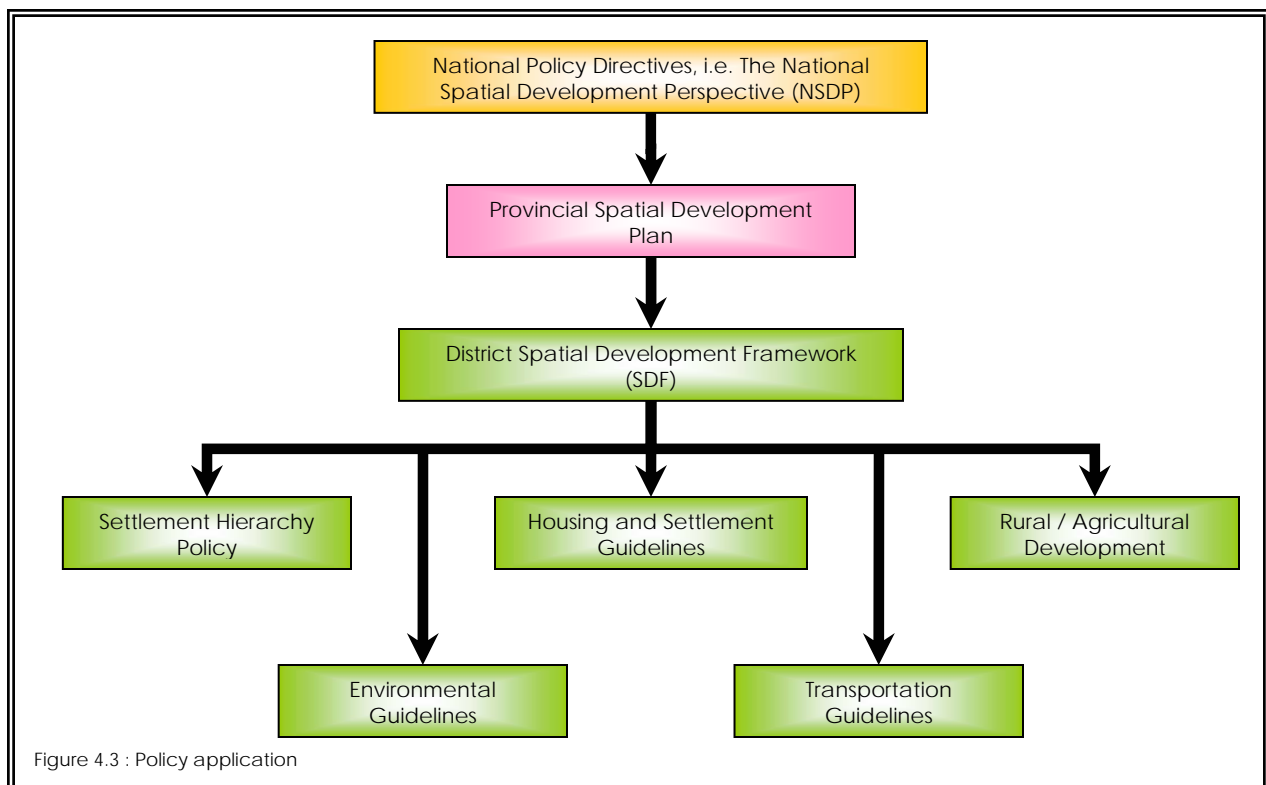 National Policy Directives, i.e. The National
Spatial Development Perspective (NSDP)
Provincial Spatial Development
Plan
District Spatial Development Framework
(SDF)
Settlement Hierarchy
Policy
Housing and Settlement
Guidelines
Rural / Agricultural
Development
Environmental
Guidelines
Transportation
Guidelines
Figure 4.3 : Policy application